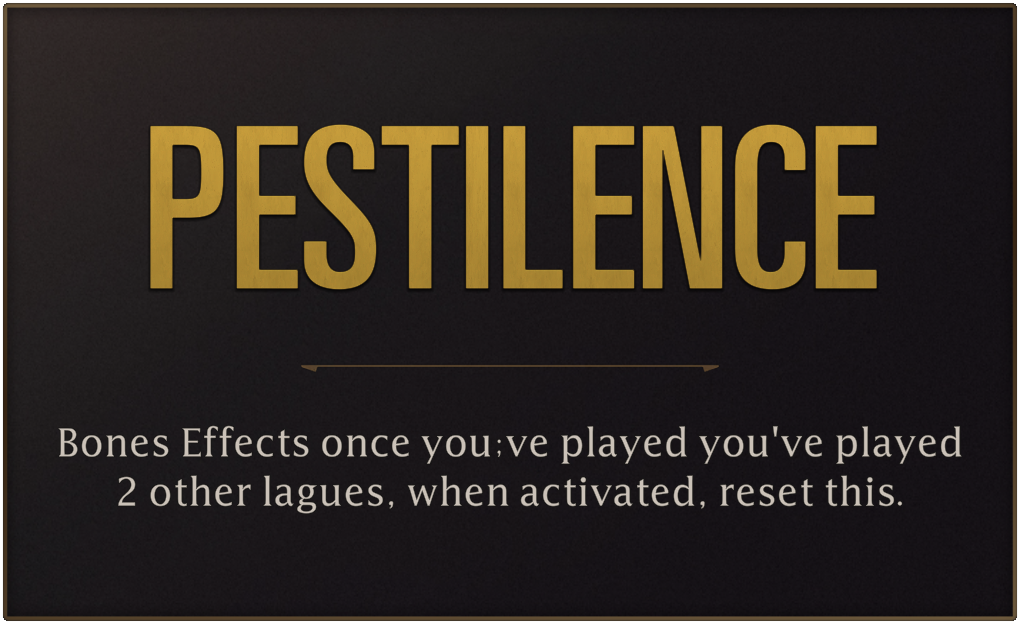 PESTILENCE
Bones Effects once you;ve played you've played
2 other lagues, when activated, reset this.